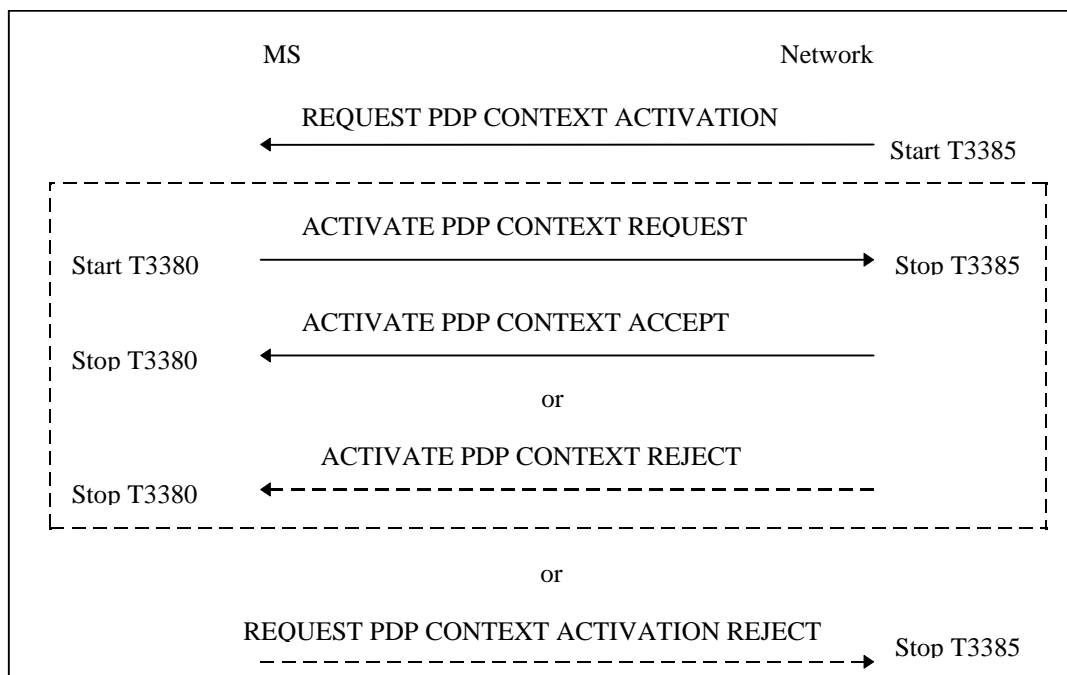 MS Network
REQUEST PDP CONTEXT ACTIVATION
Start T3385
ACTIVATE PDP CONTEXT REQUEST
Start T3380 Stop T3385
ACTIVATE PDP CONTEXT ACCEPT
Stop T3380
or
ACTIVATE PDP CONTEXT REJECT
Stop T3380
or
REQUEST PDP CONTEXT ACTIVATION REJECT
Stop T3385